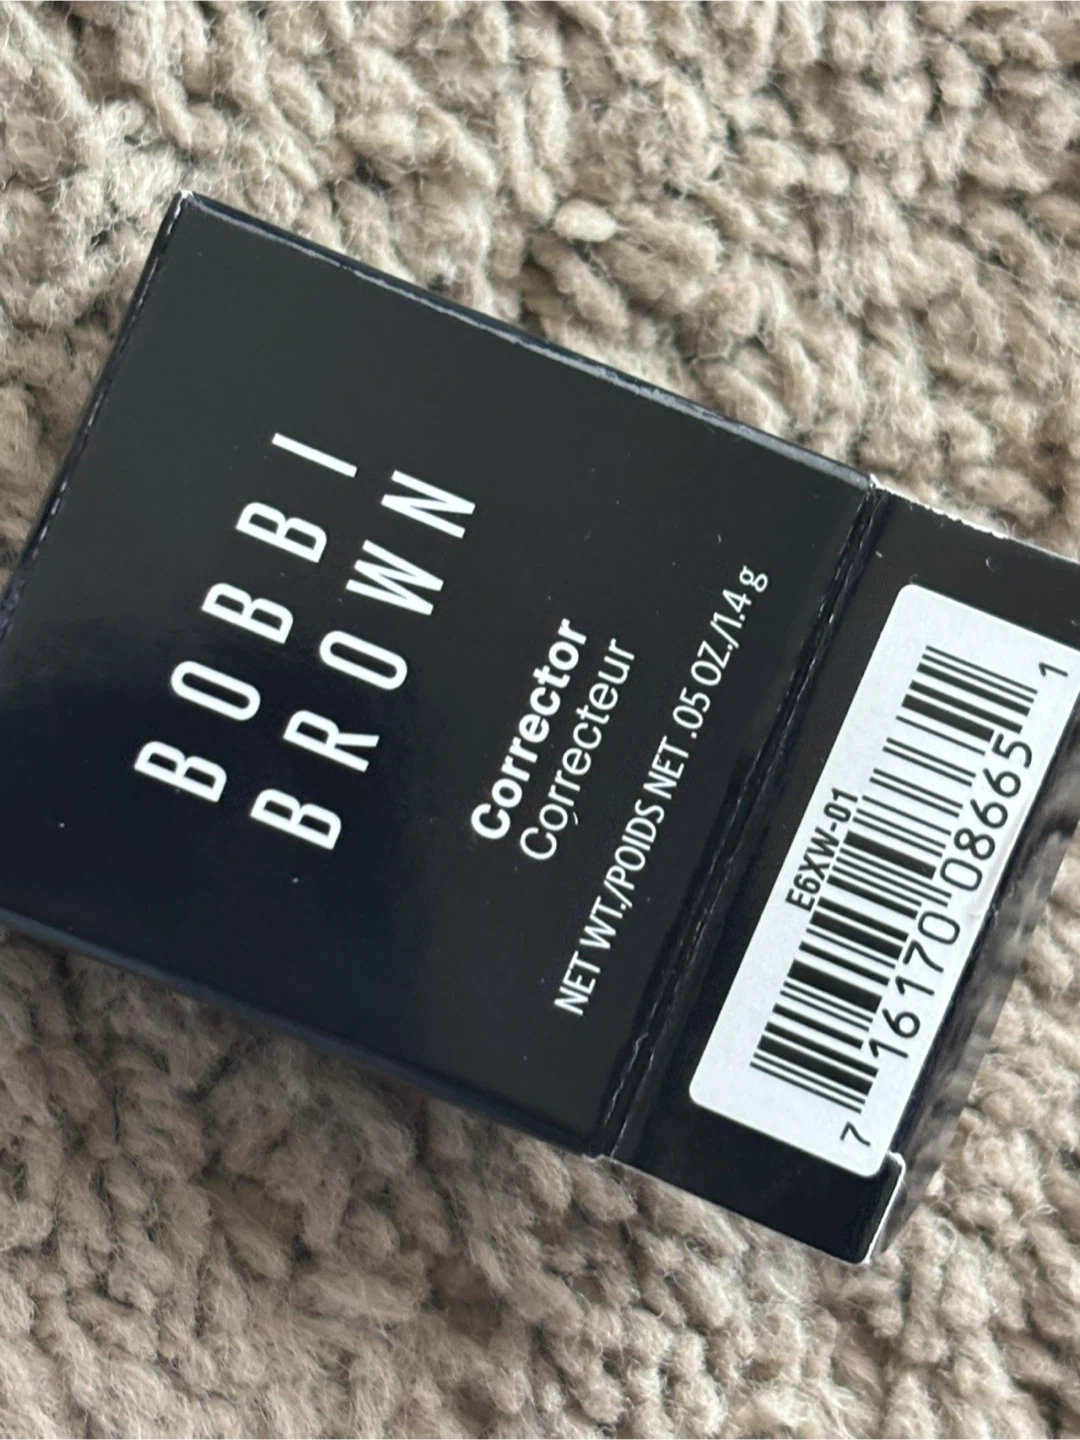 BOBBI
BROWN
Corrector
Correcteur
NET WT./POIDS NET .05 OZ./1.4 g
E6XW-01
7 16170 08665 1